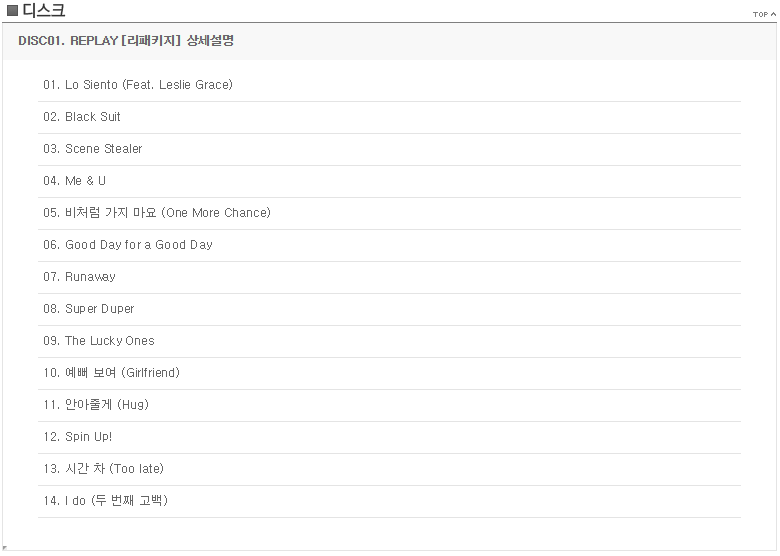 디스크
TOP
DISC01. REPLAY [리패키지] 상세설명
01. Lo Siento (Feat. Leslie Grace)
02. Black Suit
03. Scene Stealer
04. Me & U
05. 비처럼 가지 마요 (One More Chance)
06. Good Day for a Good Day
07. Runaway
08. Super Duper
09. The Lucky Ones
10. 예뻐 보여 (Girlfriend)
11. 안아줄게 (Hug)
12. Spin Up!
13. 시간 차 (Too late)
14. I do (두 번째 고백)